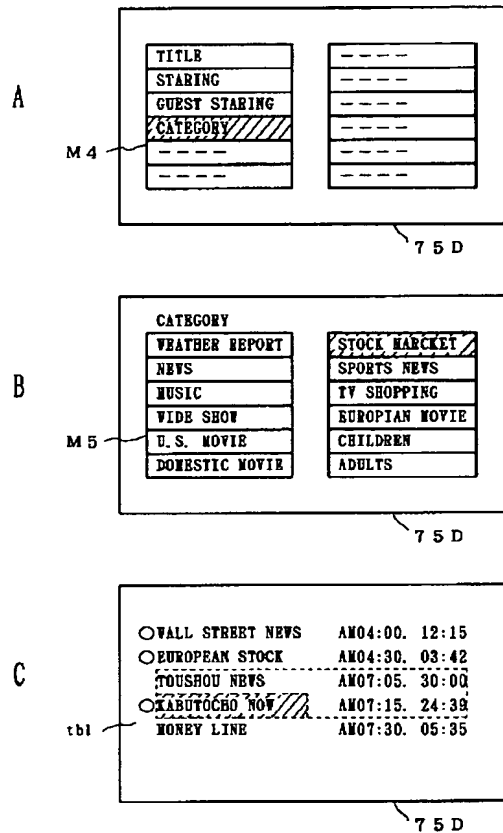 A
TITLE
STARING
GUEST STARING
CATEGORY
M4
75D
B
CATEGORY
WEATHER REPORT STOCK MARCKET
NEWS SPORTS NEWS
MUSIC TV SHOPPING
WIDE SHOW EUROPIAN MOVIE
U.S. MOVIE CHILDREN
DOMESTIC MOVIE ADULTS
M5
75D
C
WALL STREET NEWS AM04:00. 12:15
EUROPEAN STOCK AM04:30. 03:42
TOUSHOU NEWS AM07:05. 30:00
KABUTOCHO NOW AM07:15. 24:39
MONEY LINE AM07:30. 05:35
tbl
75D